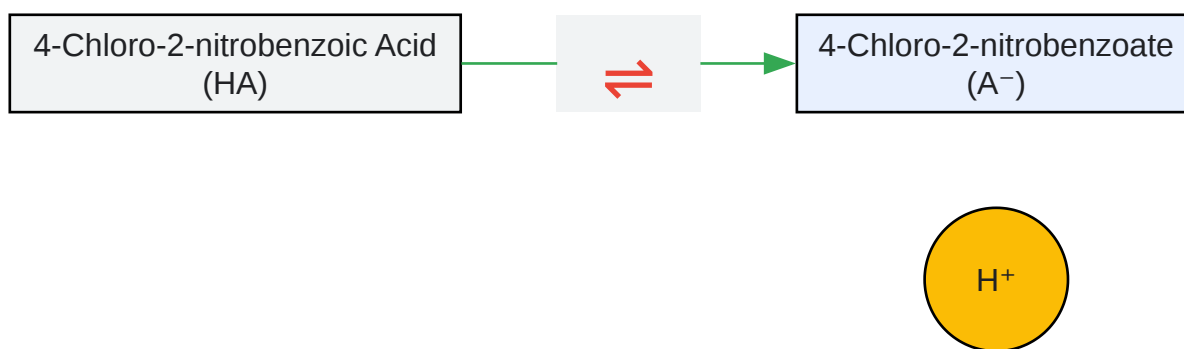 4-Chloro-2-nitrobenzoic Acid
(HA)
⇌
4-Chloro-2-nitrobenzoate
(A⁻)
H⁺